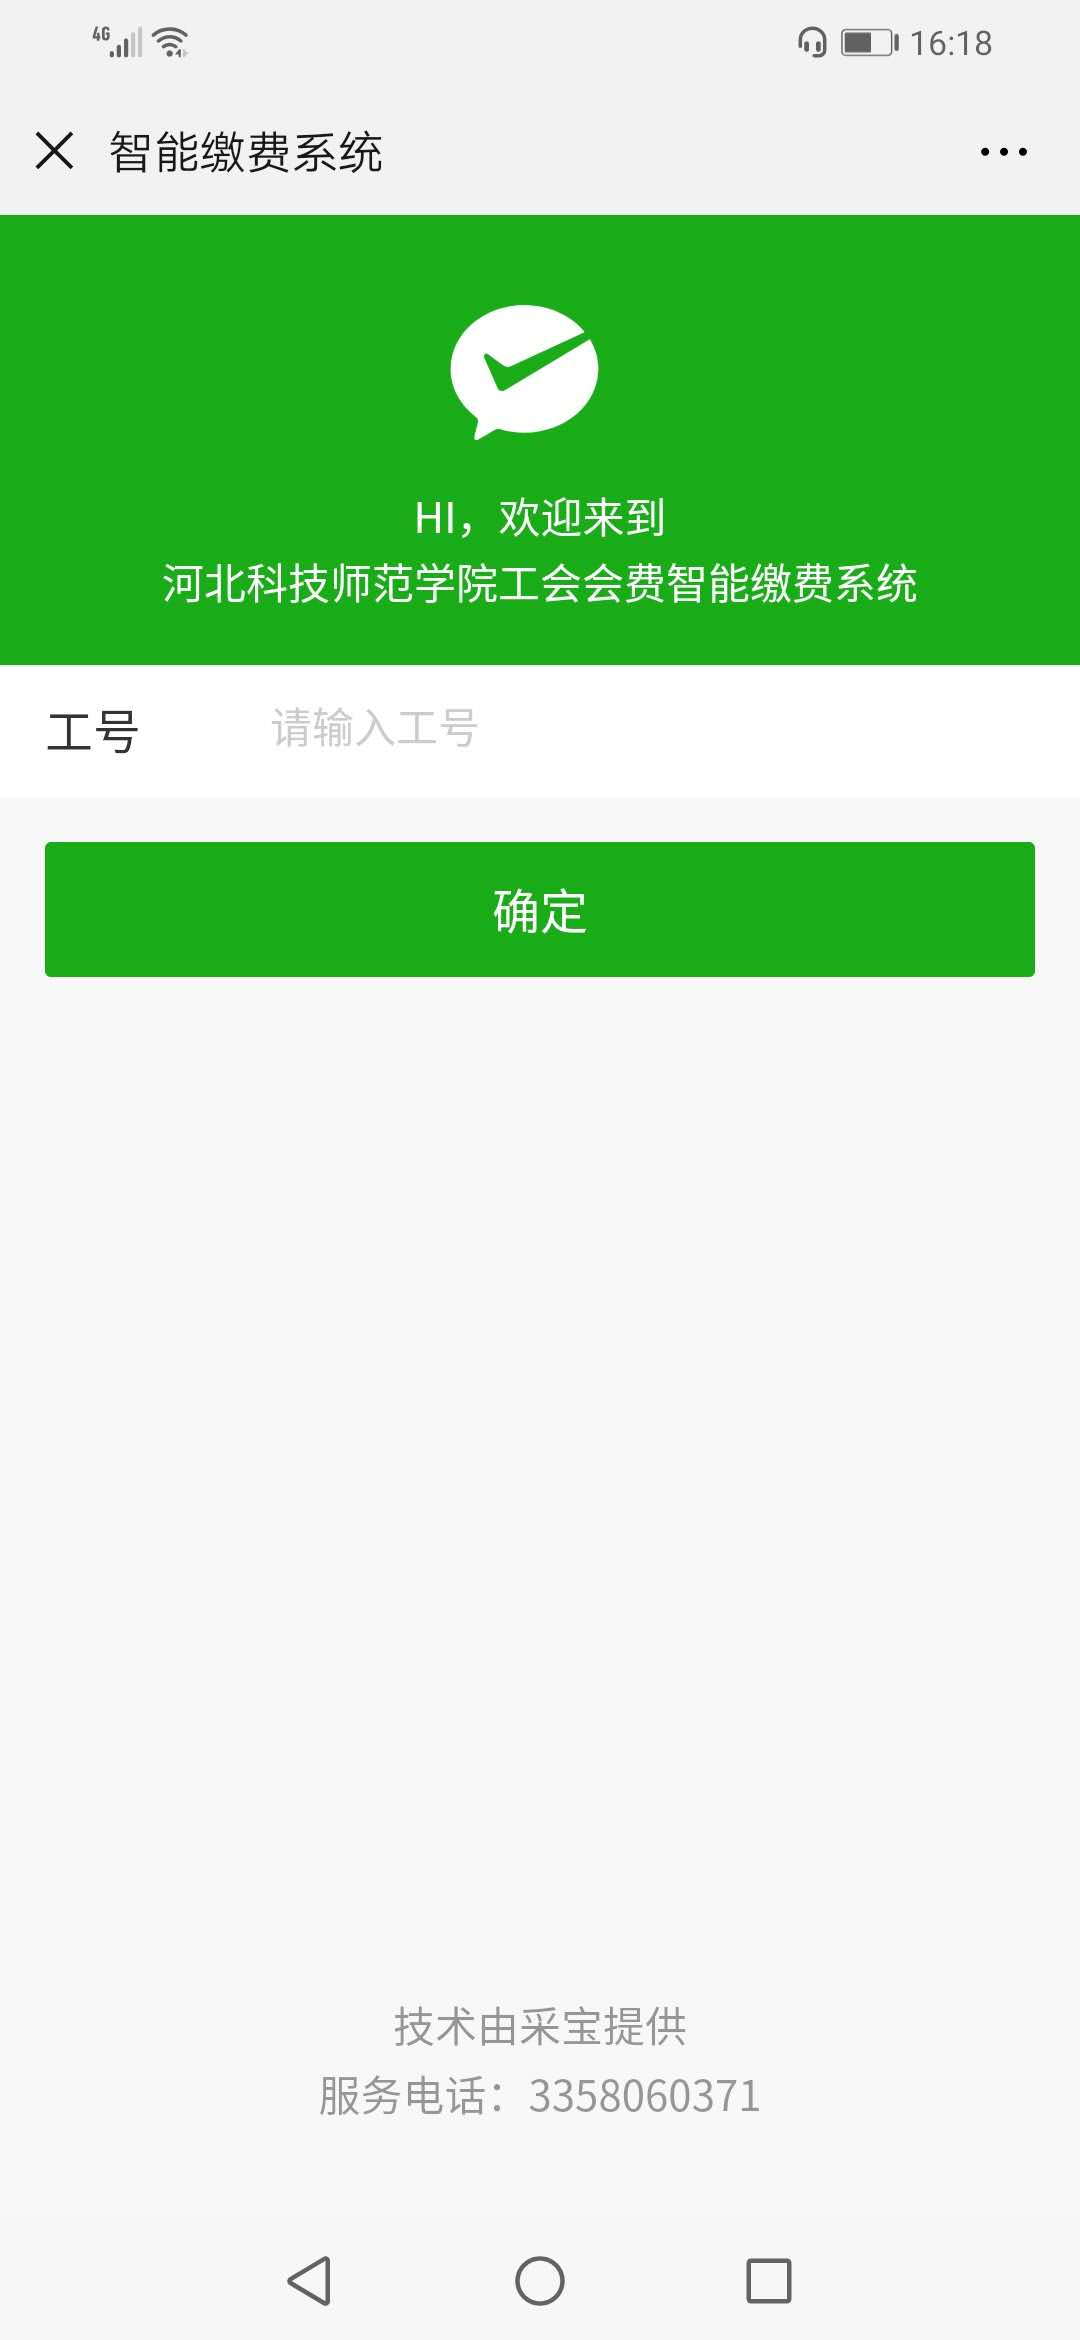 4G
16:18
智能缴费系统
HI，欢迎来到
河北科技师范学院工会会费智能缴费系统
工号 请输入工号
确定
技术由采宝提供
服务电话：3358060371